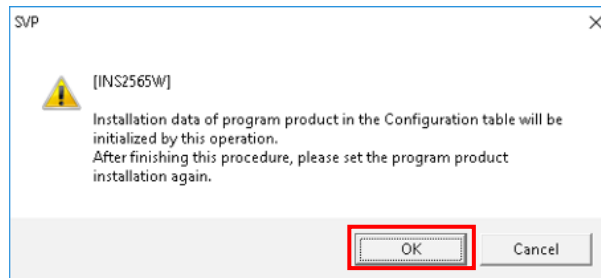 SVP
[INS2565W]
Installation data of program product in the Configuration table will be
initialized by this operation.
After finishing this procedure, please set the program product
installation again.
OK
Cancel